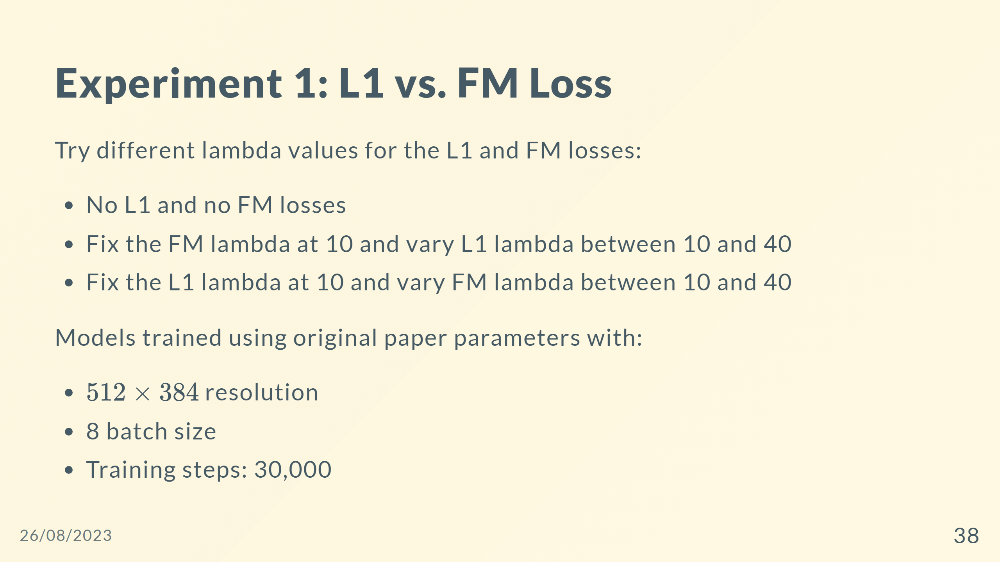 Experiment 1: L1 vs. FM Loss
Try different lambda values for the L1 and FM losses:
• No L1 and no FM losses
• Fix the FM lambda at 10 and vary L1 lambda between 10 and 40
• Fix the L1 lambda at 10 and vary FM lambda between 10 and 40
Models trained using original paper parameters with:
• 512 × 384 resolution
• 8 batch size
• Training steps: 30,000
26/08/2023
38